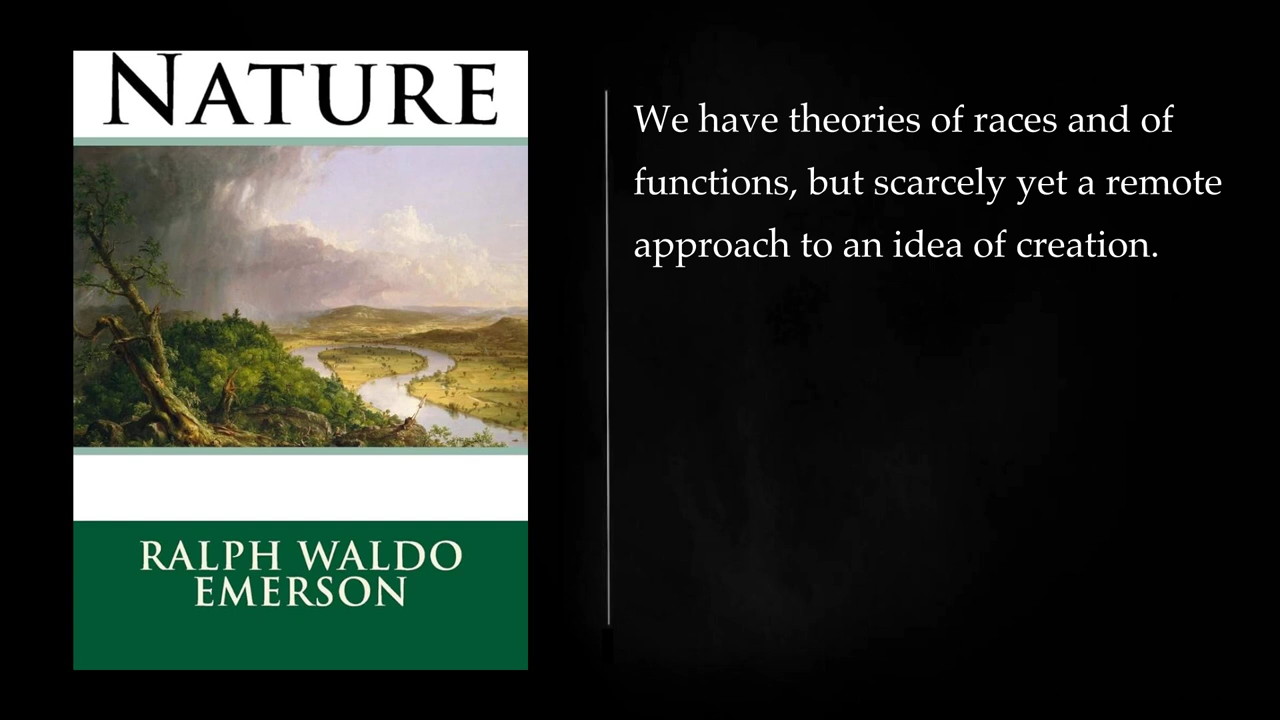 NATURE
RALPH WALDO
EMERSON
We have theories of races and of
functions, but scarcely yet a remote
approach to an idea of creation.